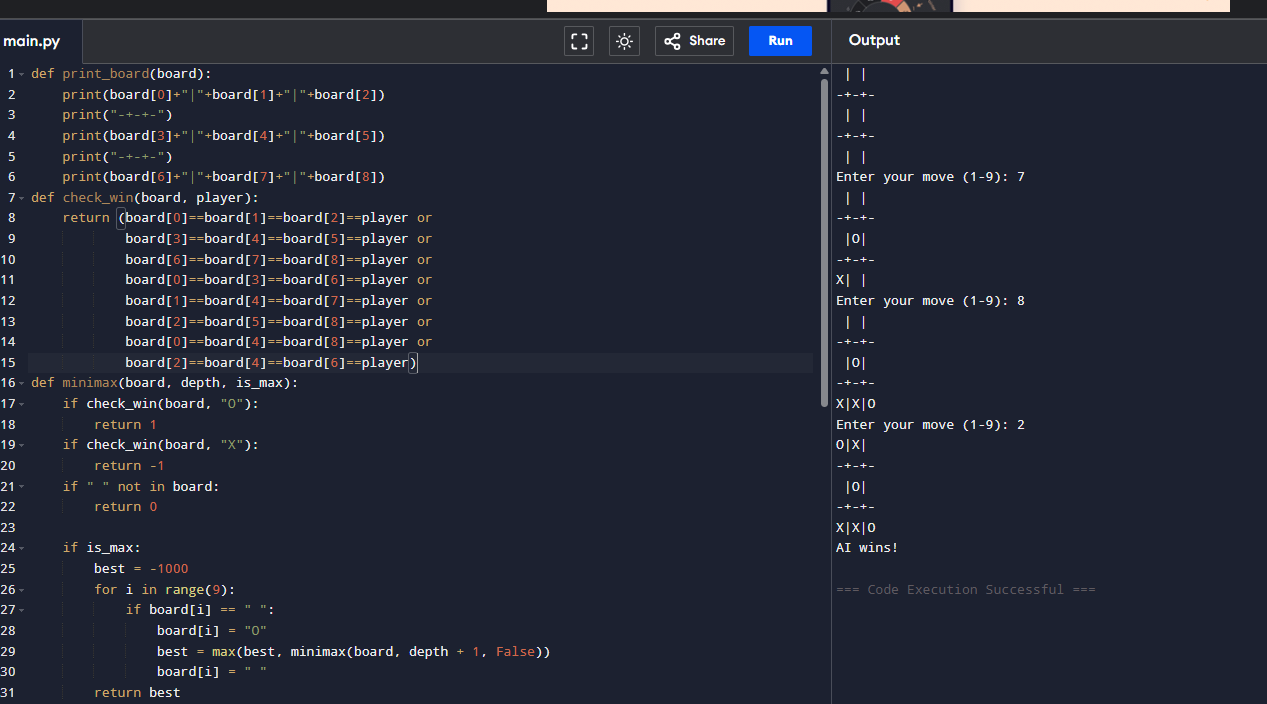 main.py
Share
Run
Output
1 def print_board(board):
2     print(board[0]+"|"+board[1]+"|"+board[2])
3     print("-+-+-")
4     print(board[3]+"|"+board[4]+"|"+board[5])
5     print("-+-+-")
6     print(board[6]+"|"+board[7]+"|"+board[8])
7 def check_win(board, player):
8     return (board[0]==board[1]==board[2]==player or
9             board[3]==board[4]==board[5]==player or
10             board[6]==board[7]==board[8]==player or
11             board[0]==board[3]==board[6]==player or
12             board[1]==board[4]==board[7]==player or
13             board[2]==board[5]==board[8]==player or
14             board[0]==board[4]==board[8]==player or
15             board[2]==board[4]==board[6]==player)
16 def minimax(board, depth, is_max):
17     if check_win(board, "O"):
18         return 1
19     if check_win(board, "X"):
20         return -1
21     if " " not in board:
22         return 0
23
24     if is_max:
25         best = -1000
26         for i in range(9):
27             if board[i] == " ":
28                 board[i] = "O"
29                 best = max(best, minimax(board, depth + 1, False))
30                 board[i] = " "
31         return best
 | |
-+-+-
 | |
-+-+-
 | |
Enter your move (1-9): 7
 | |
-+-+-
 |O|
-+-+-
X| |
Enter your move (1-9): 8
 | |
-+-+-
 |O|
-+-+-
X|X|O
Enter your move (1-9): 2
O|X|
-+-+-
 |O|
-+-+-
X|X|O
AI wins!
=== Code Execution Successful ===